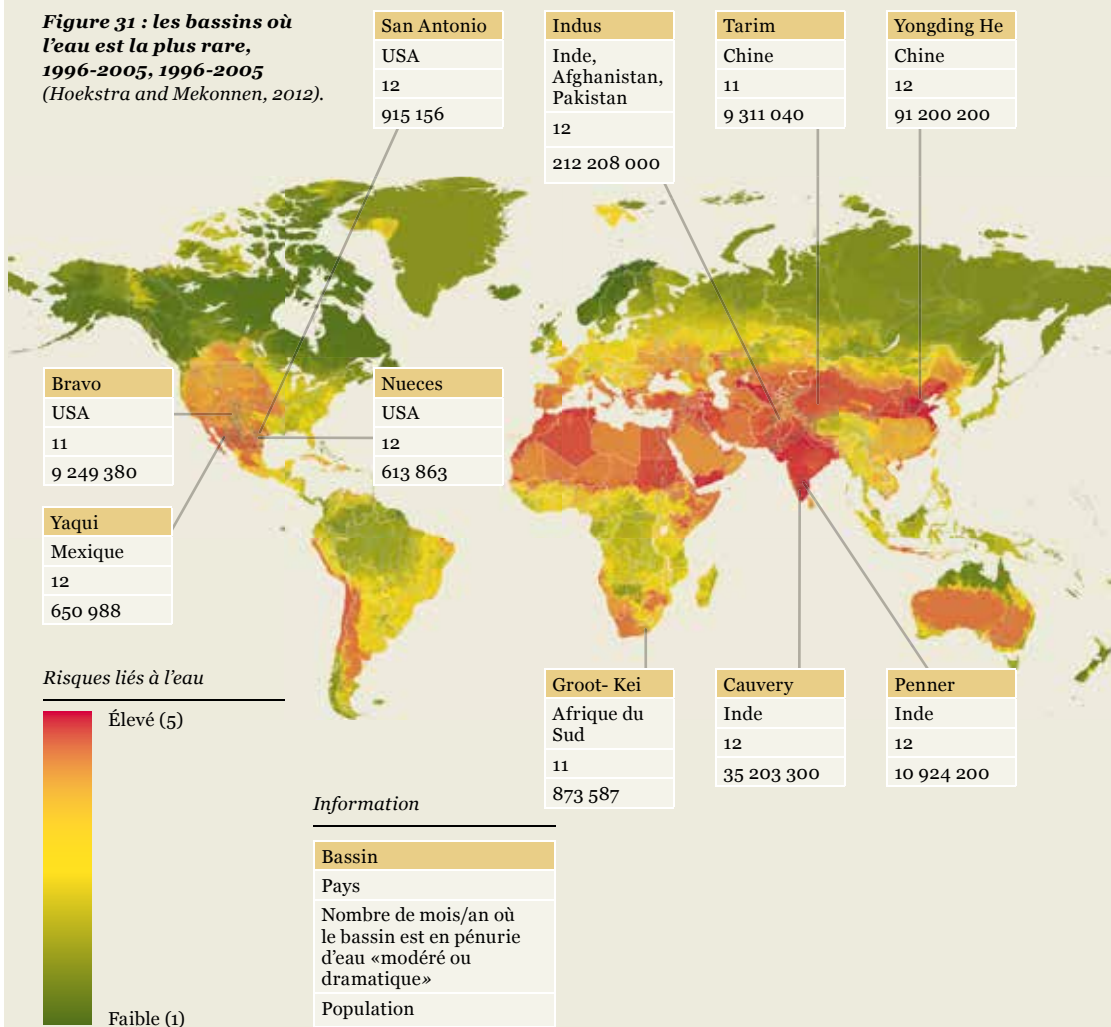 Figure 31 : les bassins où
l'eau est la plus rare,
1996-2005, 1996-2005
(Hoekstra and Mekonnen, 2012).
San Antonio
USA
12
915 156
Indus
Inde,
Afghanistan,
Pakistan
12
212 208 000
Tarim
Chine
11
9 311 040
Yongding He
Chine
12
91 200 200
Bravo
USA
11
9 249 380
Nueces
USA
12
613 863
Yaqui
Mexique
12
650 988
Groot- Kei
Afrique du
Sud
11
873 587
Cauvery
Inde
12
35 203 300
Penner
Inde
12
10 924 200
Risques liés à l'eau
Élevé (5)
Faible (1)
Information
Bassin
Pays
Nombre de mois/an où
le bassin est en pénurie
d'eau «modéré ou
dramatique»
Population